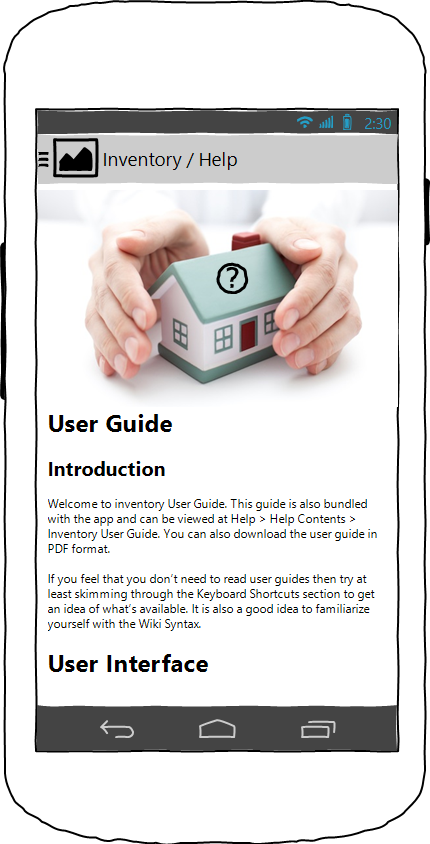 2:30
Inventory / Help
?
User Guide
Introduction
Welcome to inventory User Guide. This guide is also bundled
with the app and can be viewed at Help > Help Contents >
Inventory User Guide. You can also download the user guide in
PDF format.
If you feel that you don't need to read user guides then try at
least skimming through the Keyboard Shortcuts section to get
an idea of what's available. It is also a good idea to familiarize
yourself with the Wiki Syntax.
User Interface